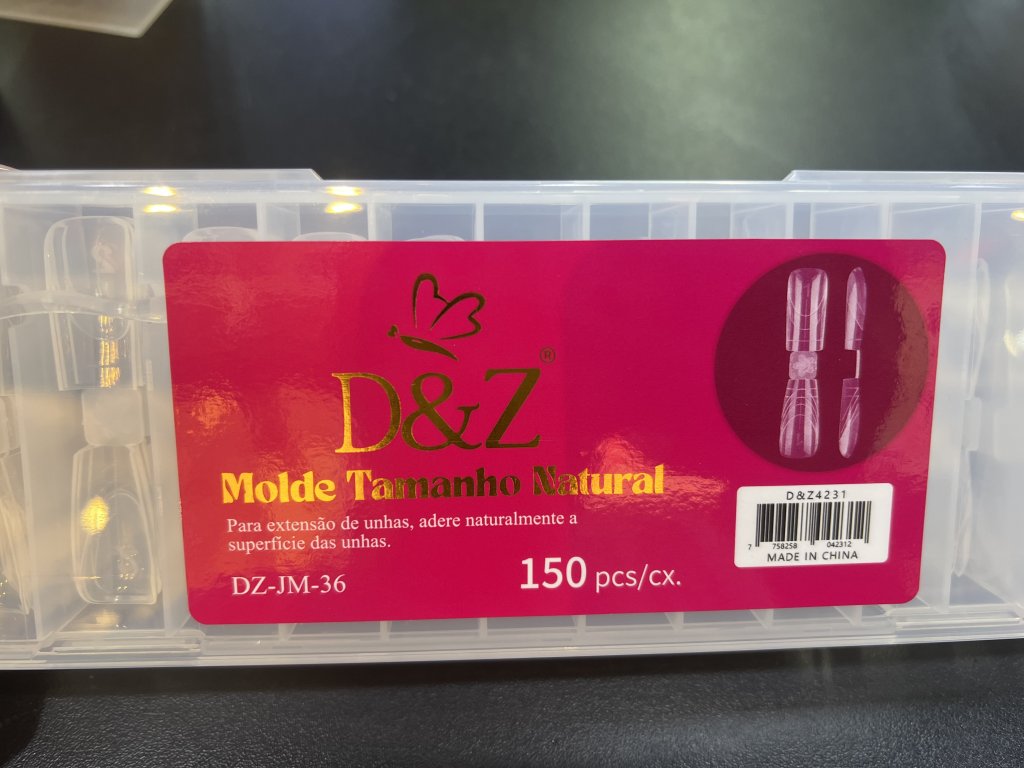 D&Z®
Molde Tamanho Natural
Para extensão de unhas, adere naturalmente a
superfície das unhas.
DZ-JM-36
150 pcs/cx.
D&Z4231
7 758258 042312
MADE IN CHINA